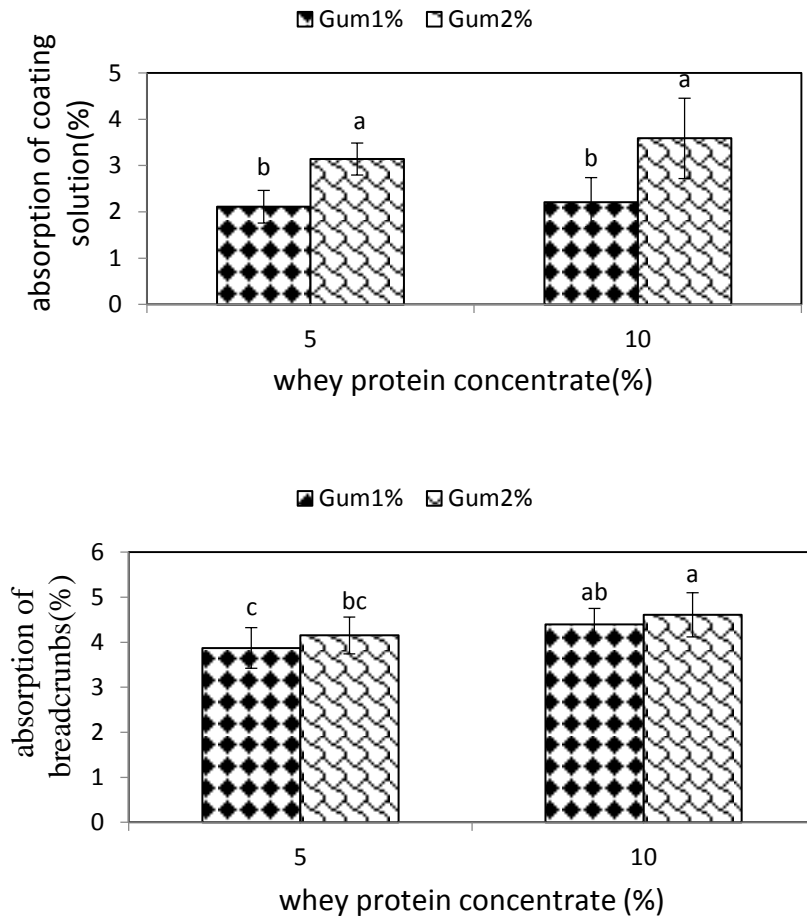 Gum1% Gum2%
absorption of coating
solution(%)
5
4
3
2
1
0
b
a
b
a
5
10
whey protein concentrate(%)
Gum1% Gum2%
absorption of
breadcrunbs(%)
6
5
4
3
2
1
0
c
bc
ab
a
5
10
whey protein concentrate (%)